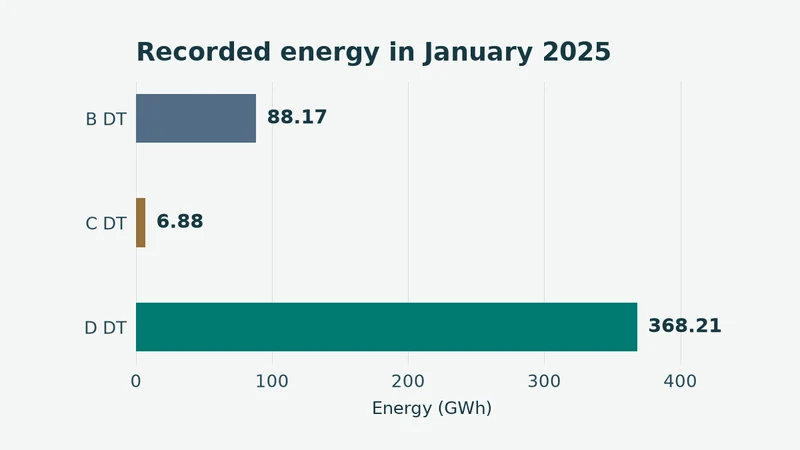 Recorded energy in January 2025
B DT
88.17
C DT
6.88
D DT
368.21
0 100 200 300 400
Energy (GWh)